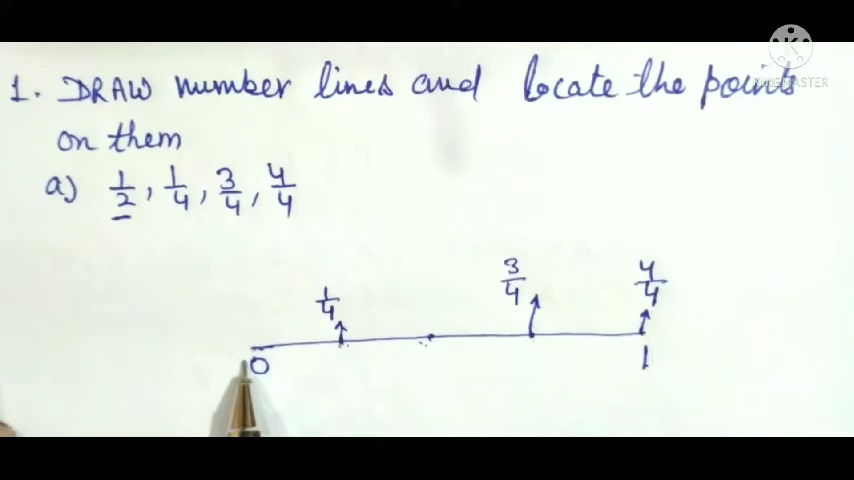 1. DRAW number lines and locate the points
on them
a) 1/2, 1/4, 3/4, 4/4
1/4 3/4 4/4
0 1
KINEMASTER